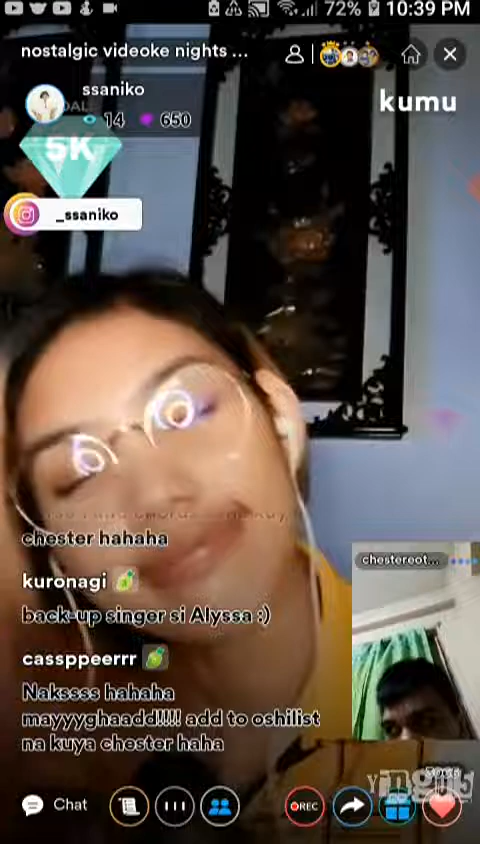 72% 10:39 PM
nostalgic videoke nights ...
ssaniko
14 650
kumu
5K
_ssaniko
chester hahaha
chestereot...
kuronagi
back-up singer si Alyssa :)
cassppeerrr
Nakssss hahaha
mayyyghaadd!!!!! add to oshilist
na kuya chester haha
Chat
REC